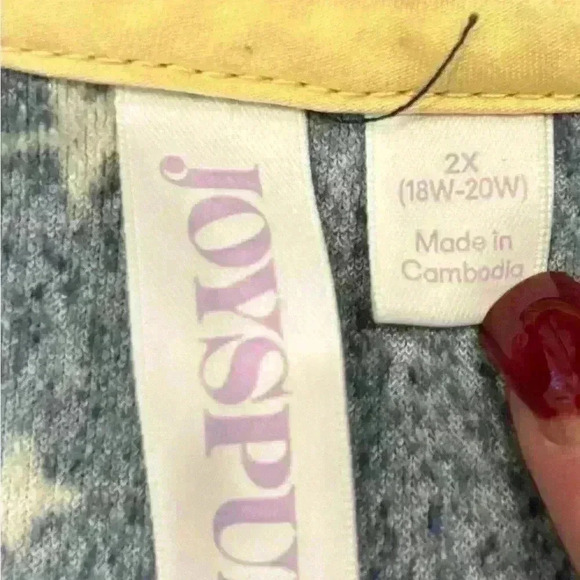 JOYSPU
2X
(18W-20W)
Made in
Cambodia